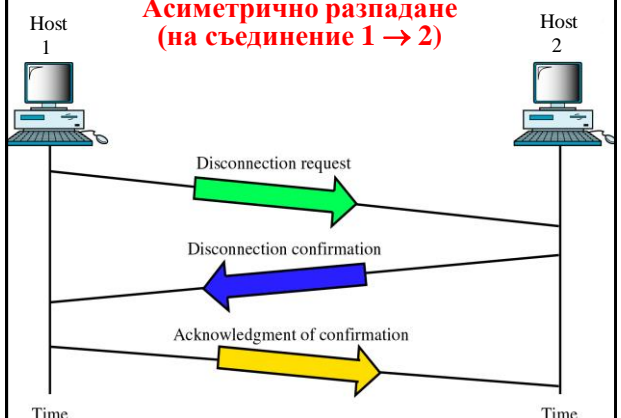 Асиметрично разпадане
(на съединение 1 → 2)
Host
1
Host
2
Disconnection request
Disconnection confirmation
Acknowledgment of confirmation
Time
Time